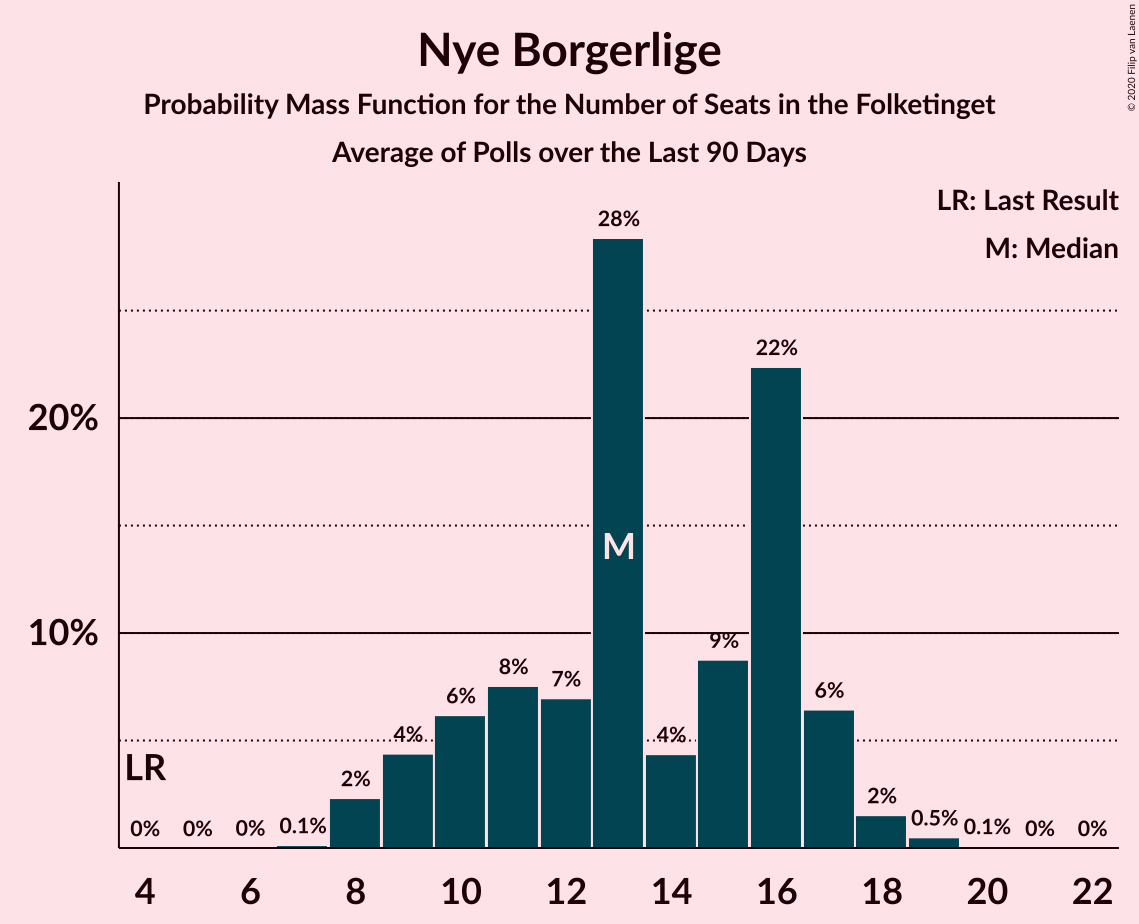 Nye Borgerlige
Probability Mass Function for the Number of Seats in the Folketinget
Average of Polls over the Last 90 Days
© 2020 Filip van Laenen
LR: Last Result
M: Median
28%
22%
20%
M
10%
9%
8%
7%
6%
6%
4%
4%
LR
2%
2%
0% 0% 0% 0.1% 0.5% 0.1% 0% 0%
4 6 8 10 12 14 16 18 20 22